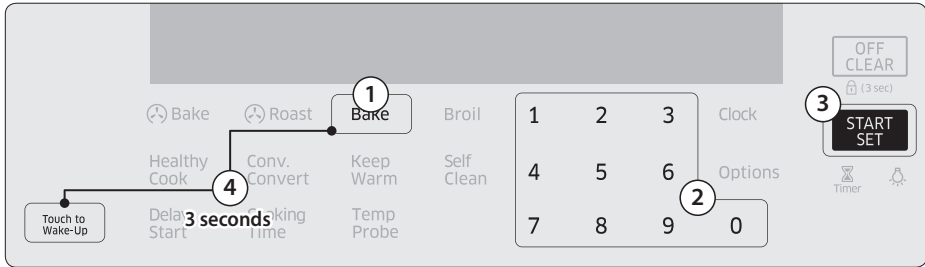 OFF
CLEAR
(3 sec)
1
3
Bake
Roast
Bake
Broil
1 2 3
Clock
START
SET
Healthy
Cook
Conv.
Convert
Keep
Warm
Self
Clean
4 5 6
Options
Timer
4
2
3 seconds
Touch to
Wake-Up
Delay
Start
Cooking
Time
Temp
Probe
7 8 9 0